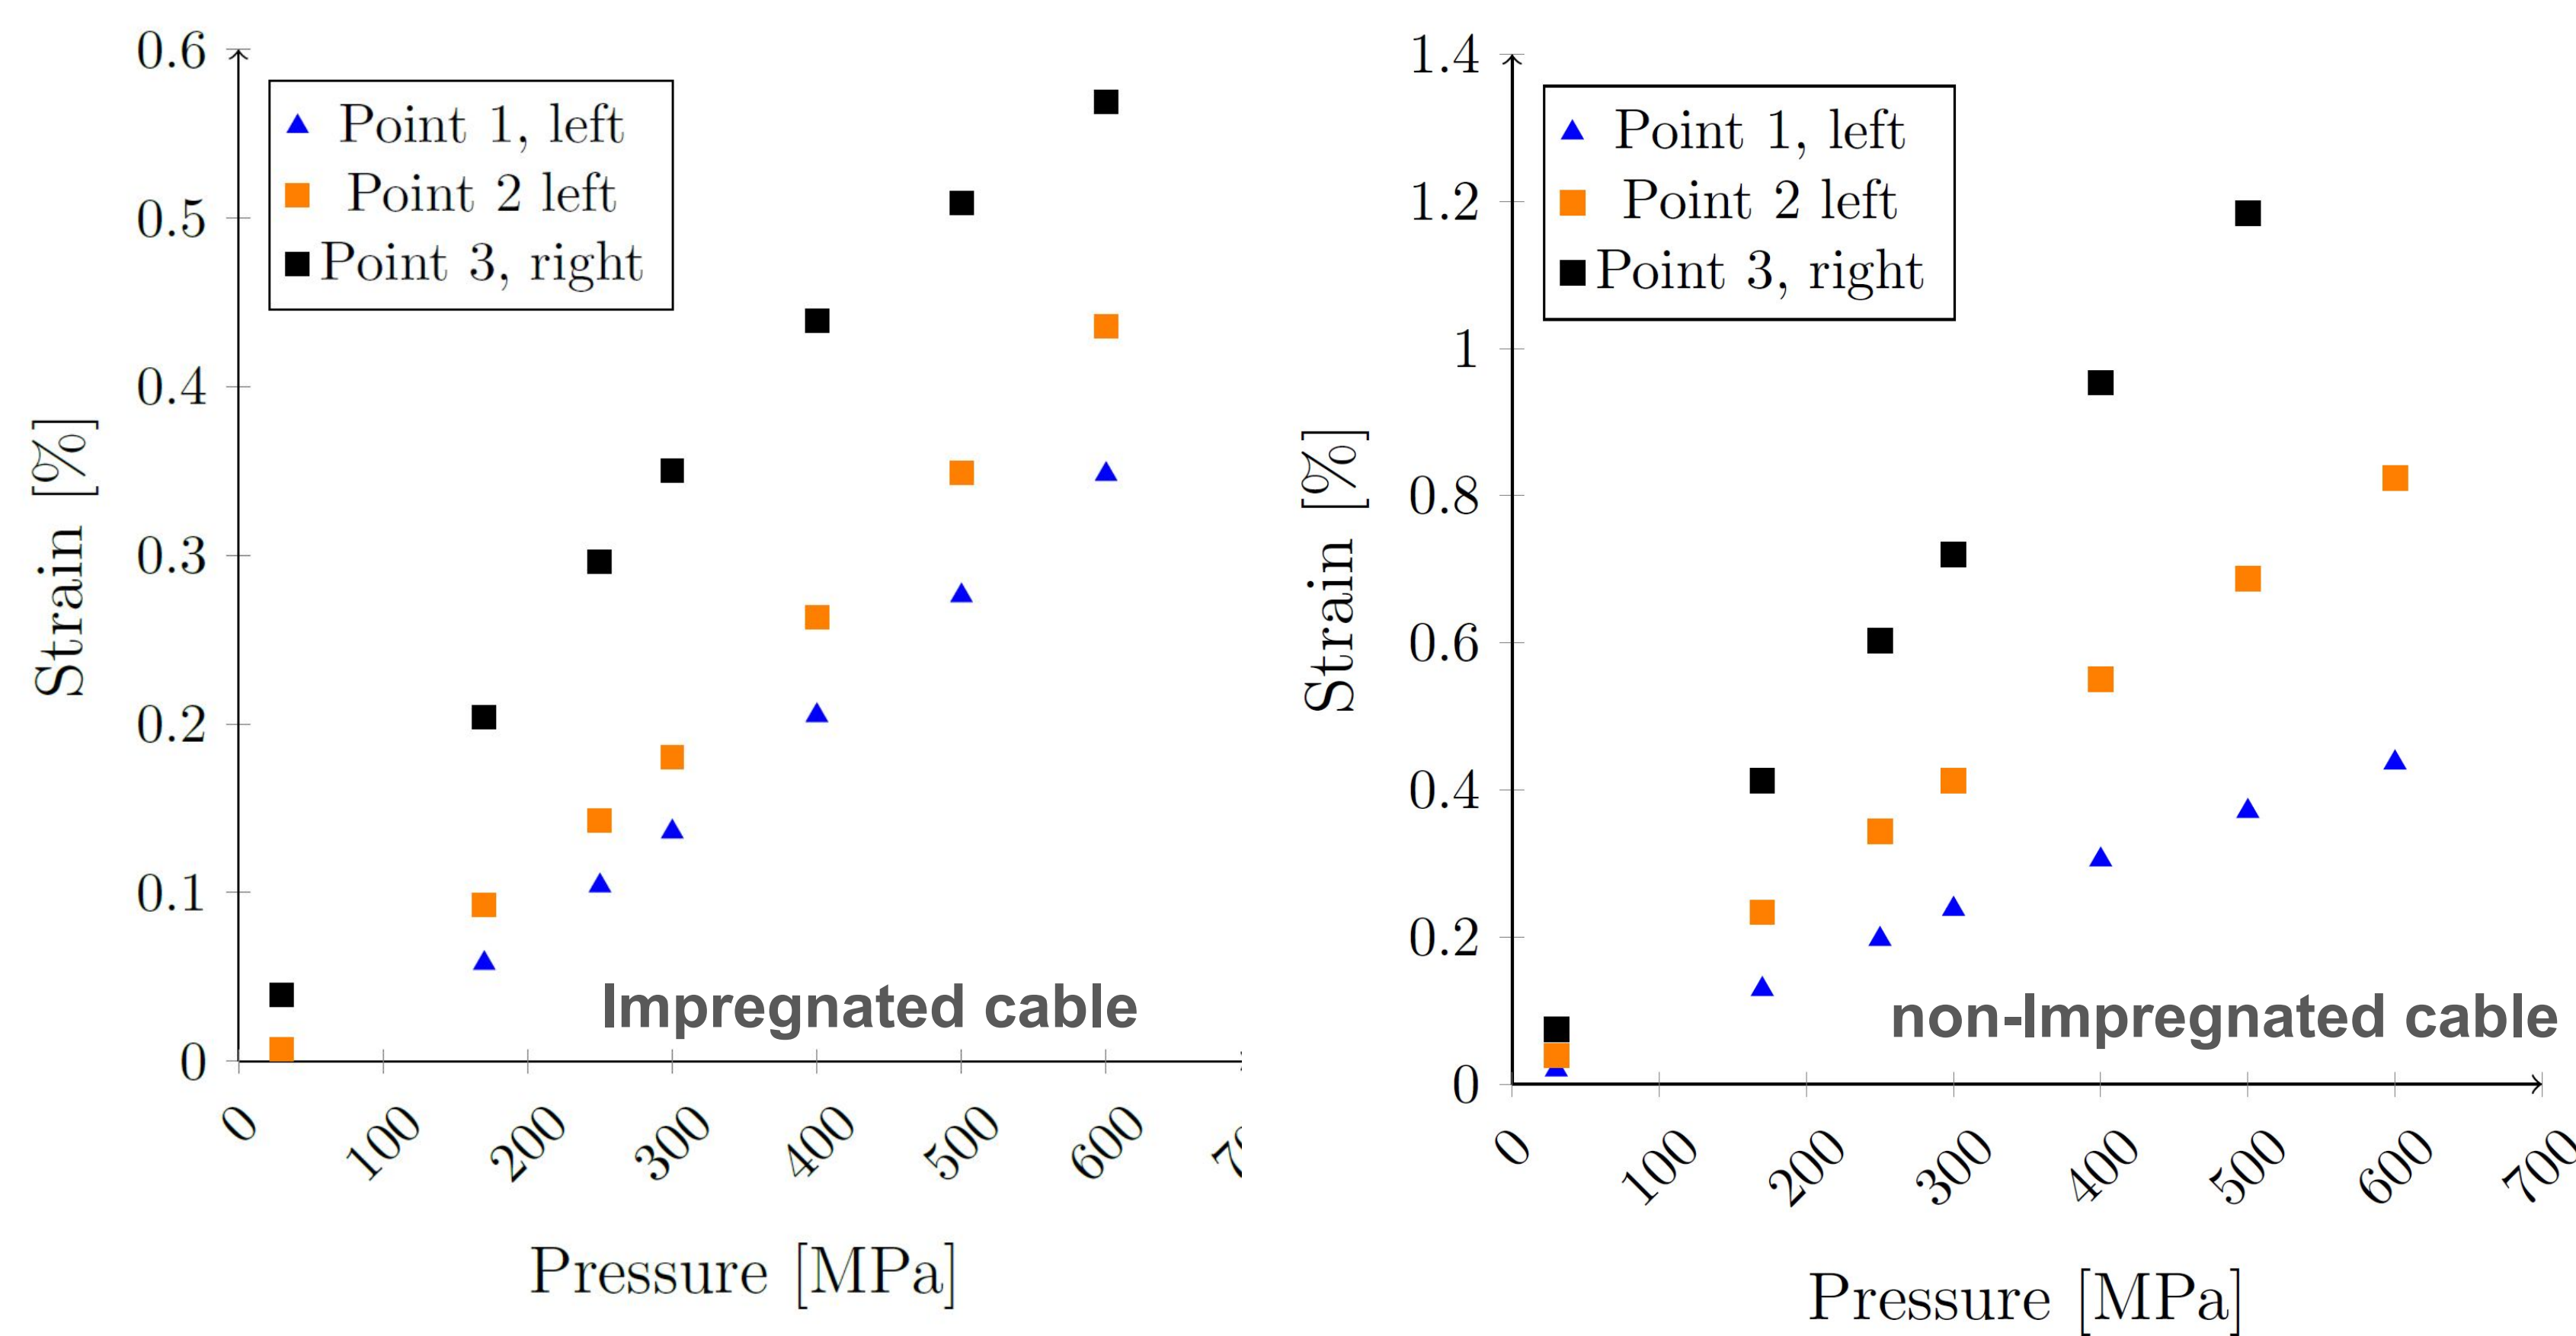 0.6
0.5
0.4
0.3
0.2
0.1
0
Strain [%]
Point 1, left
Point 2 left
Point 3, right
Impregnated cable
0 100 200 300 400 500 600
Pressure [MPa]
1.4
1.2
1
0.8
0.6
0.4
0.2
0
Strain [%]
Point 1, left
Point 2 left
Point 3, right
non-Impregnated cable
0 100 200 300 400 500 600 700
Pressure [MPa]